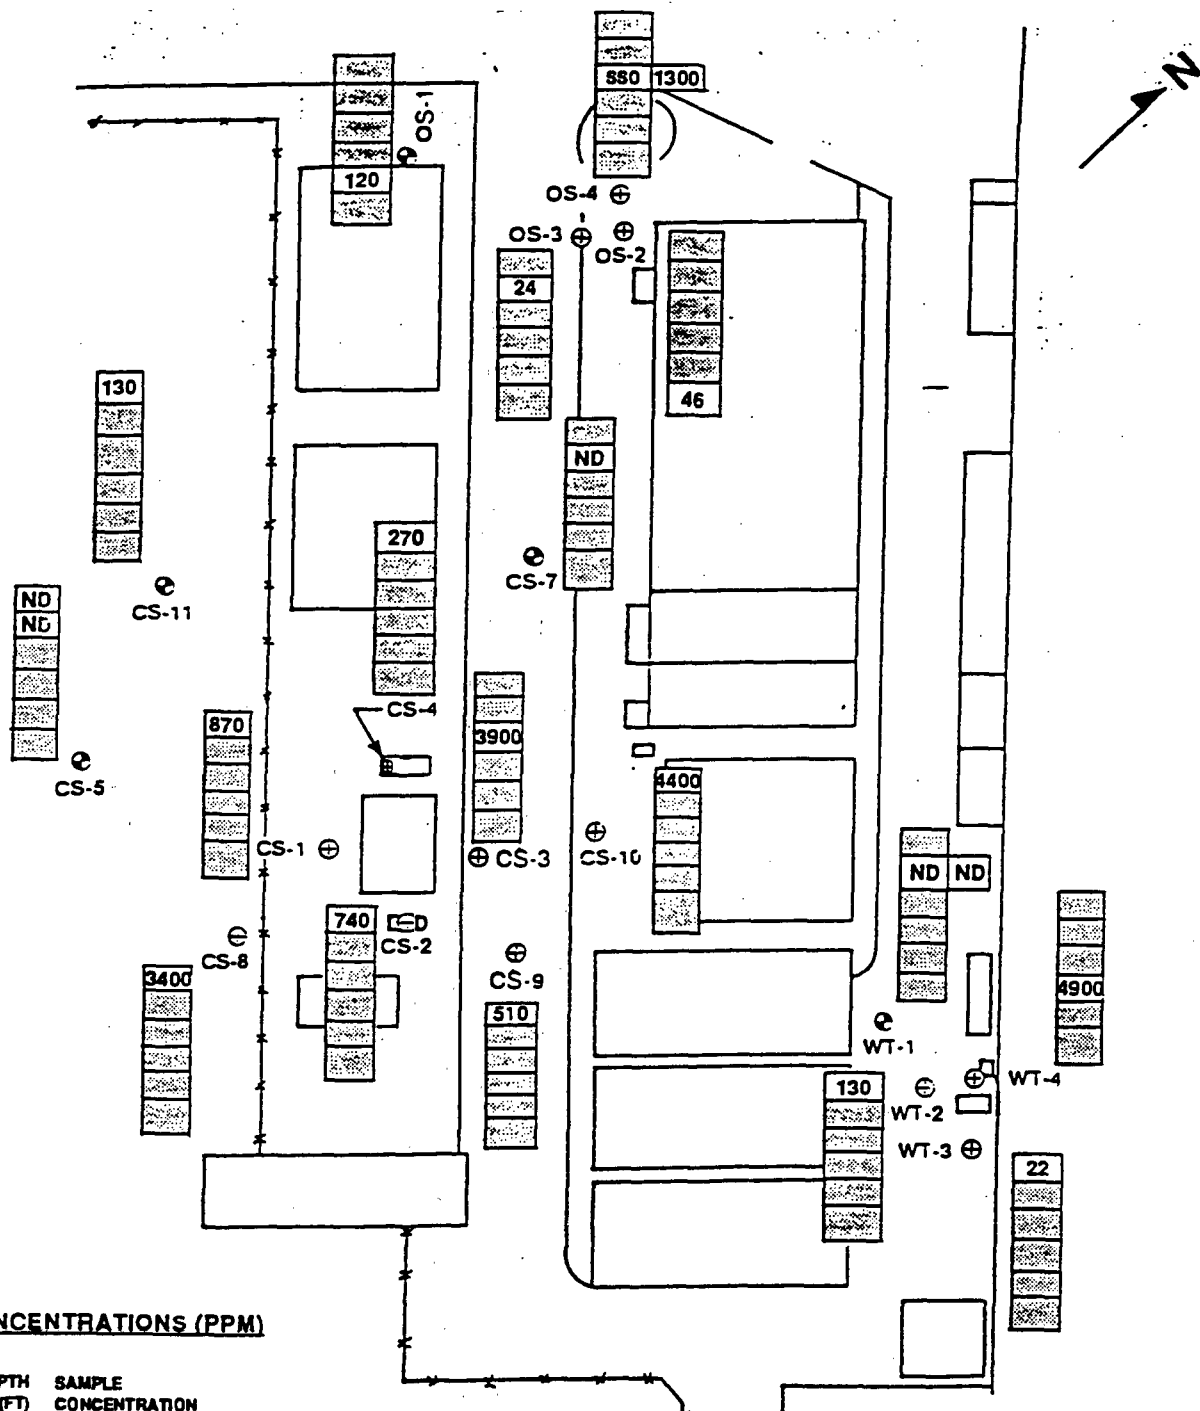 SSO 1300
N
OS-1
120
OS-4
OS-3
OS-2
24
46
130
ND
270
CS-7
CS-11
ND
ND
CS-4
870
3900
4400
CS-5
CS-1
CS-3
CS-10
ND ND
740
CS-2
CS-8
CS-9
3400
4900
510
WT-1
WT-4
130
WT-2
WT-3
22
NCENTRATIONS (PPM)
PTH SAMPLE
(FT) CONCENTRATION